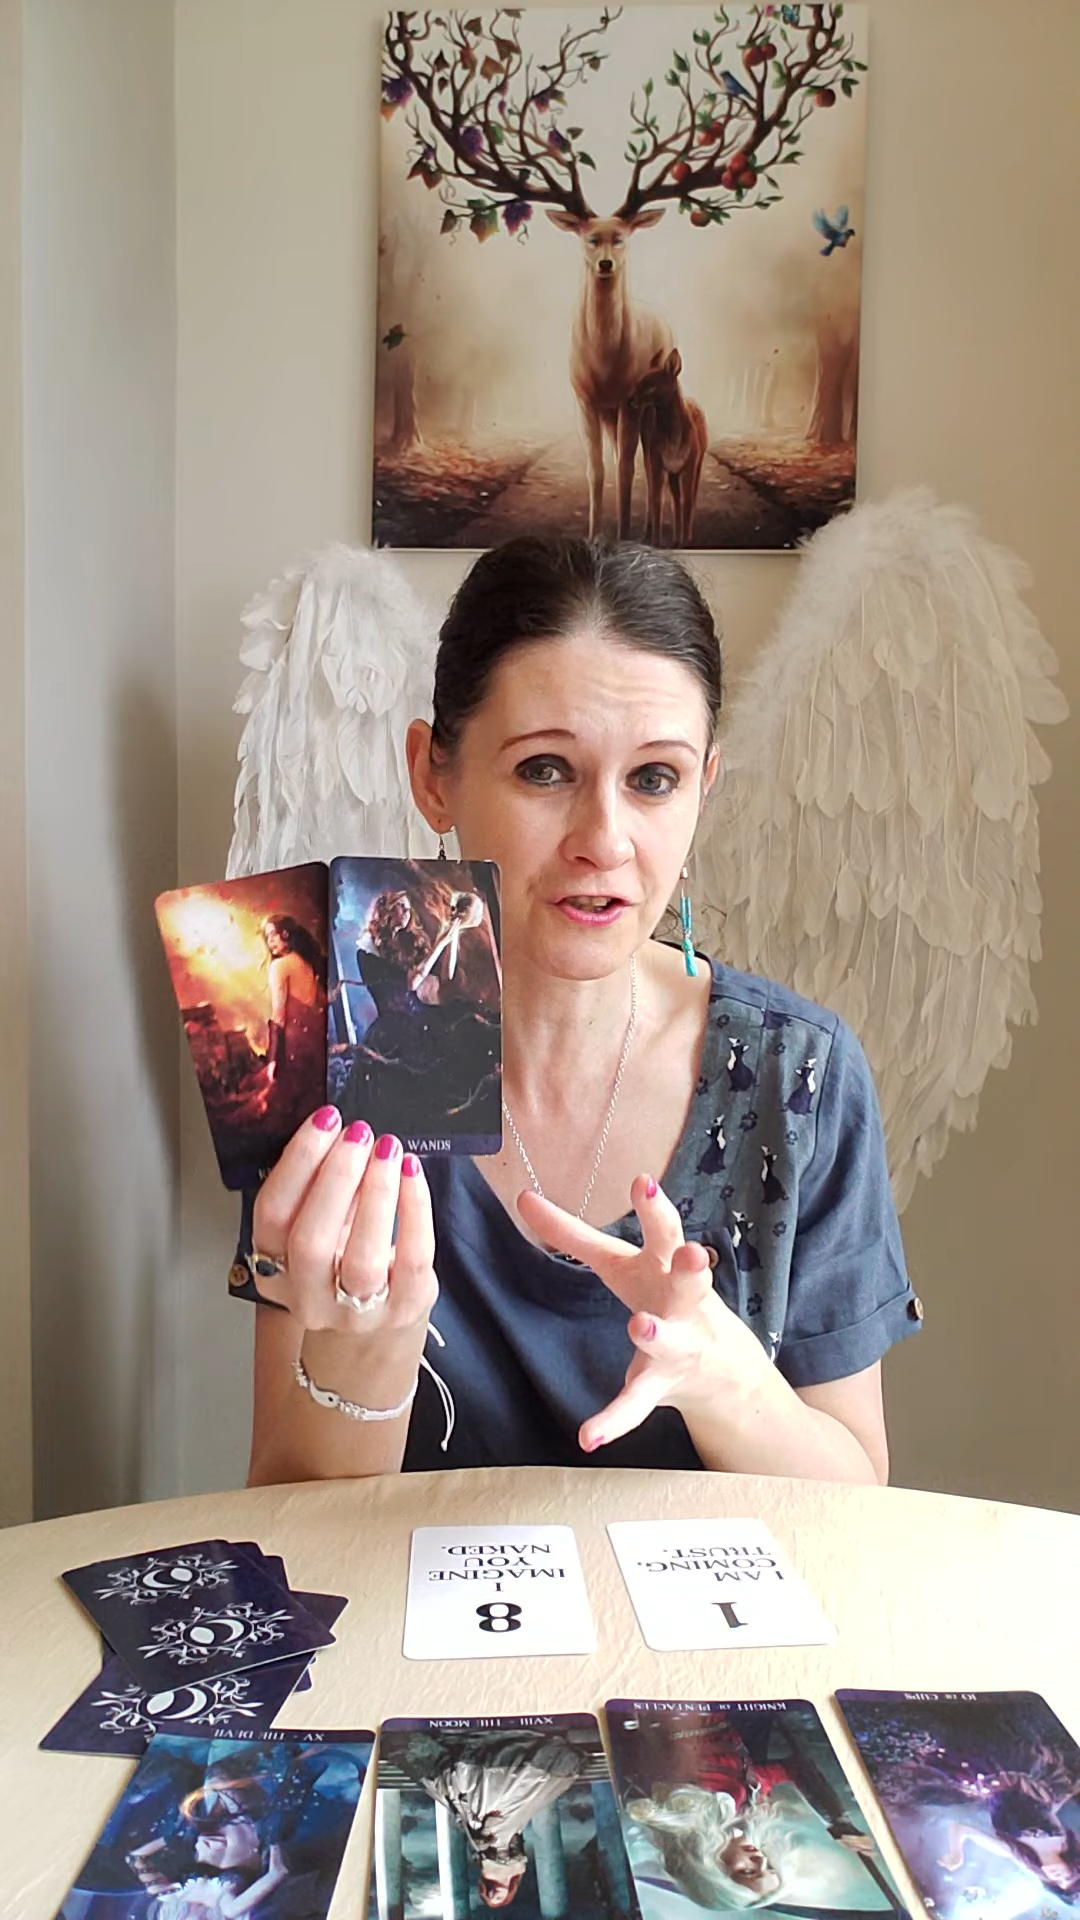 WANDS
8
I
IMAGINE
YOU
NAKED.
1
I AM
COMING,
TRUST.
XV - THE DEVIL
XVIII - THE MOON
KNIGHT OF PENTACLES
10 OF CUPS